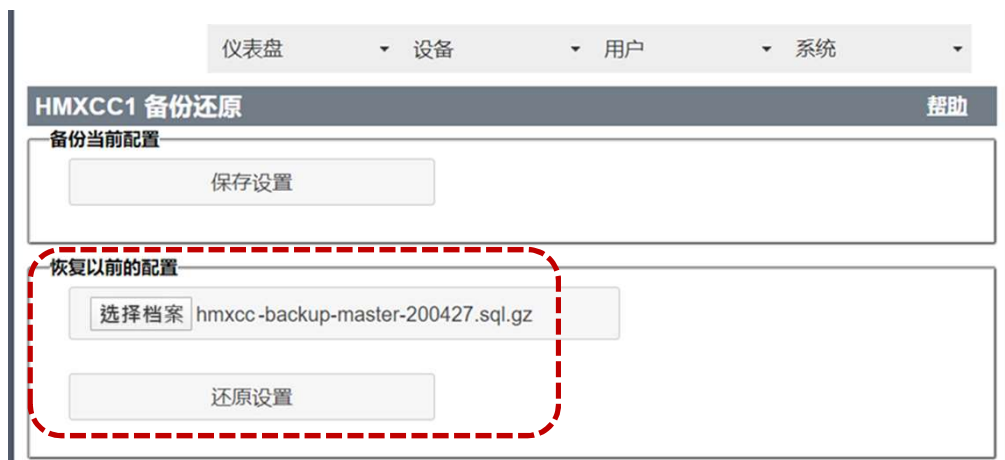 仪表盘 设备 用户 系统
HMXCC1 备份还原 帮助
备份当前配置
保存设置
恢复以前的配置
选择档案 hmxcc-backup-master-200427.sql.gz
还原设置